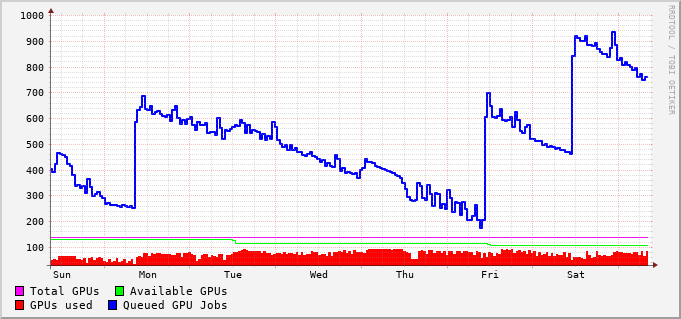 1000
900
800
700
600
500
400
300
200
100
Sun Mon Tue Wed Thu Fri Sat
Total GPUs Available GPUs
GPUs used Queued GPU Jobs
RRDTOOL / TOBI OETIKER